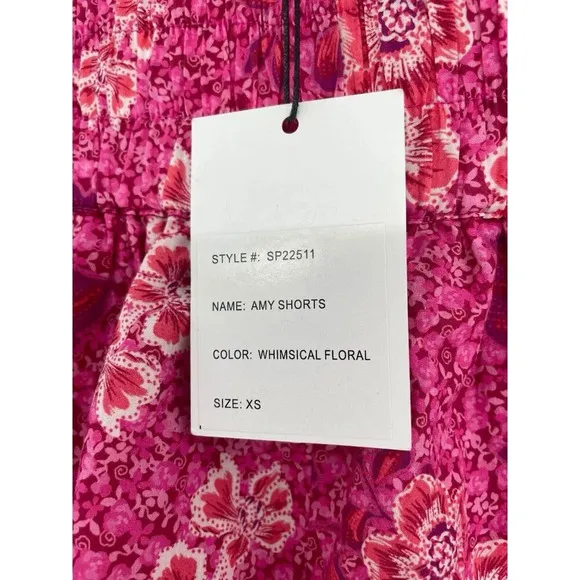 STYLE #: SP22511
NAME: AMY SHORTS
COLOR: WHIMSICAL FLORAL
SIZE: XS